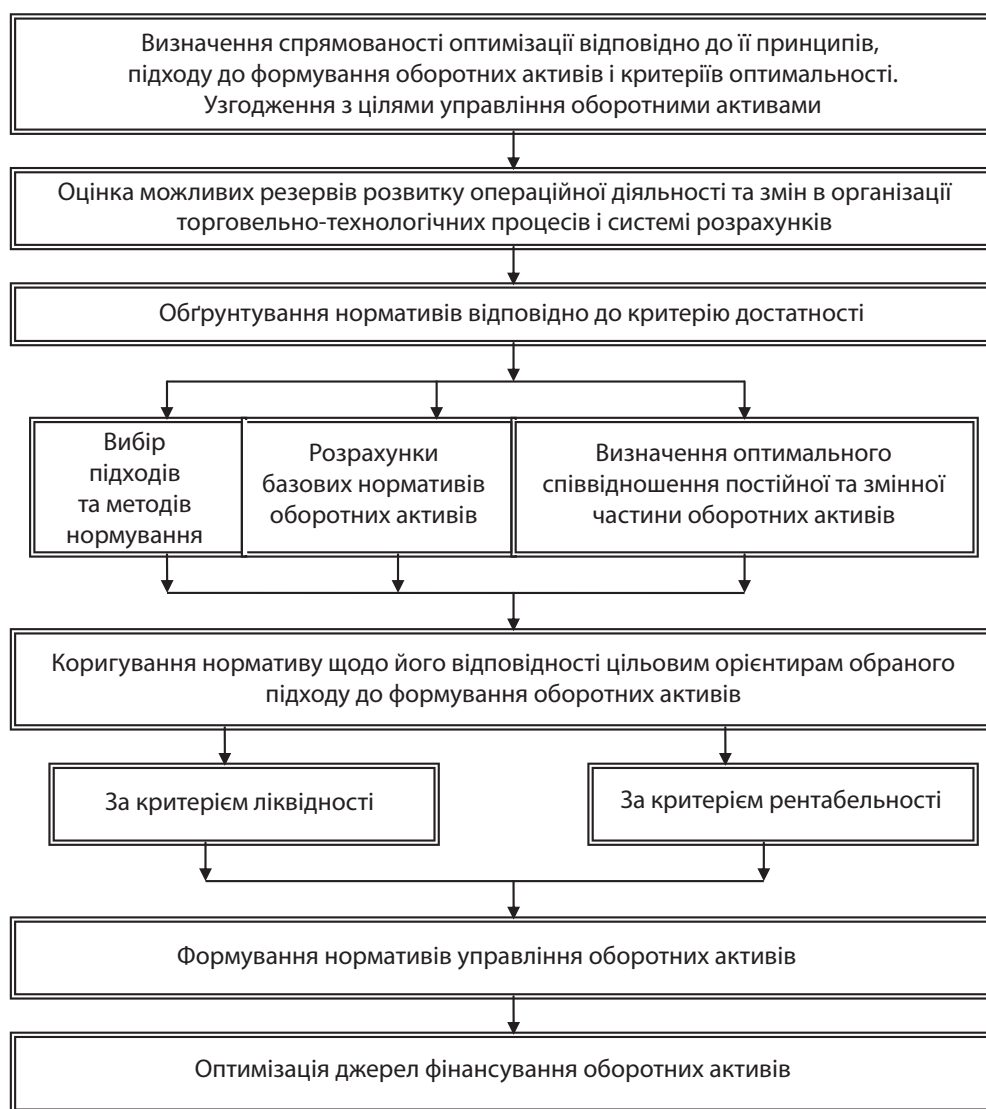 Визначення спрямованості оптимізації відповідно до її принципів,
підходу до формування оборотних активів і критеріїв оптимальності.
Узгодження з цілями управління оборотними активами
Оцінка можливих резервів розвитку операційної діяльності та змін в організації
торговельно-технологічних процесів і системі розрахунків
Обґрунтування нормативів відповідно до критерію достатності
Вибір
підходів
та методів
нормування
Розрахунки
базових нормативів
оборотних активів
Визначення оптимального
співвідношення постійної та змінної
частини оборотних активів
Коригування нормативу щодо його відповідності цільовим орієнтирам обраного
підходу до формування оборотних активів
За критерієм ліквідності
За критерієм рентабельності
Формування нормативів управління оборотних активів
Оптимізація джерел фінансування оборотних активів